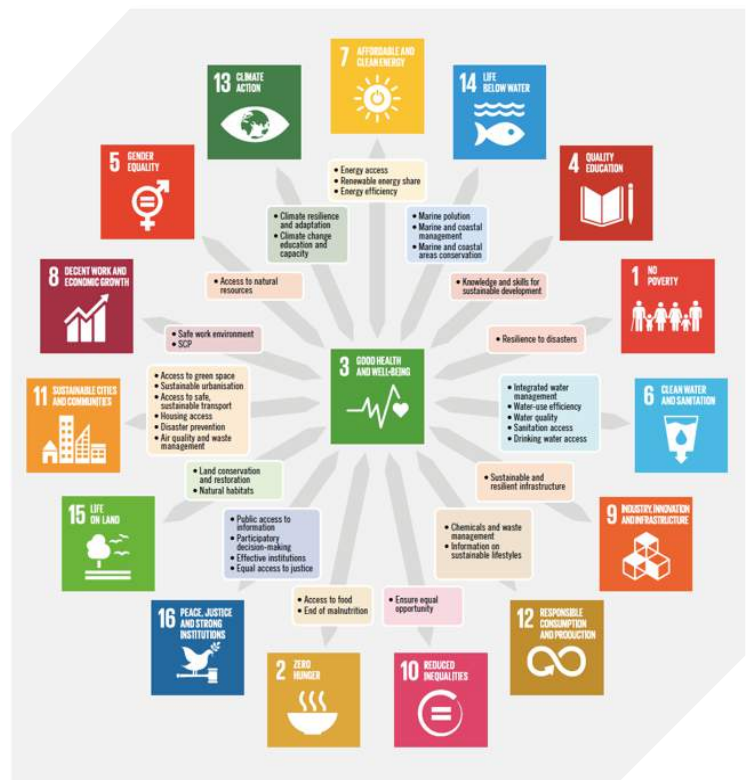 7 AFFORDABLE AND
CLEAN ENERGY
13 CLIMATE
ACTION
14 LIFE
BELOW WATER
5 GENDER
EQUALITY
4 QUALITY
EDUCATION
• Energy access
• Renewable energy share
• Energy efficiency
• Climate resilience
and adaptation
• Climate change
education and
capacity
• Marine polution
• Marine and coastal
management
• Marine and coastal
areas conservation
8 DECENT WORK AND
ECONOMIC GROWTH
• Access to natural
resources
• Knowledge and skills for
sustainable development
1 NO
POVERTY
• Safe work environment
• SCP
• Resilience to disasters
3 GOOD HEALTH
AND WELL-BEING
11 SUSTAINABLE CITIES
AND COMMUNITIES
• Access to green space
• Sustainable urbanisation
• Access to safe,
sustainable transport
• Housing access
• Disaster prevention
• Air quality and waste
management
• Integrated water
management
• Water-use efficiency
• Water quality
• Sanitation access
• Drinking water access
6 CLEAN WATER
AND SANITATION
• Land conservation
and restoration
• Natural habitats
• Sustainable and
resilient infrastructure
15 LIFE
ON LAND
9 INDUSTRY, INNOVATION
AND INFRASTRUCTURE
• Public access to
information
• Participatory
decision-making
• Effective institutions
• Equal access to justice
• Chemicals and waste
management
• Information on
sustainable lifestyles
16 PEACE, JUSTICE
AND STRONG
INSTITUTIONS
• Access to food
• End of malnutrition
• Ensure equal
opportunity
12 RESPONSIBLE
CONSUMPTION
AND PRODUCTION
2 ZERO
HUNGER
10 REDUCED
INEQUALITIES